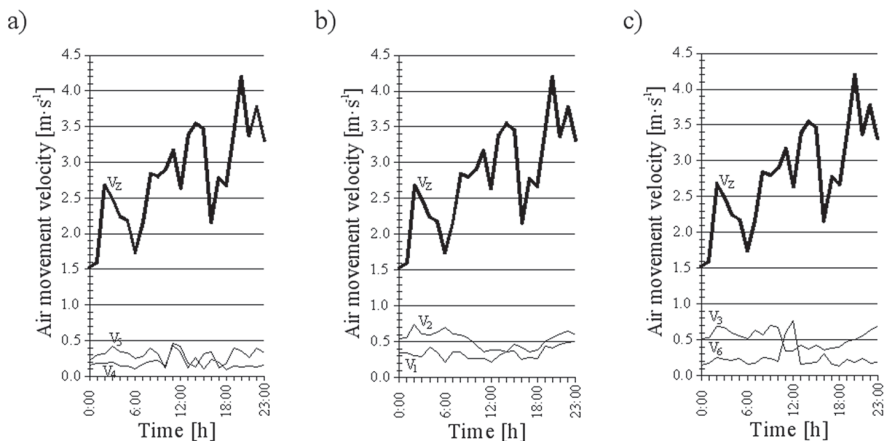 a)
Air movement velocity [m·s⁻¹]
4.5
4.0
3.5
3.0
2.5
2.0
1.5
1.0
0.5
0.0
VZ
V5
V4
0:00
6:00
12:00
18:00
23:00
Time [h]
b)
Air movement velocity [m·s⁻¹]
4.5
4.0
3.5
3.0
2.5
2.0
1.5
1.0
0.5
0.0
VZ
V2
V1
0:00
6:00
12:00
18:00
23:00
Time [h]
c)
Air movement velocity [m·s⁻¹]
4.5
4.0
3.5
3.0
2.5
2.0
1.5
1.0
0.5
0.0
VZ
V3
V6
0:00
6:00
12:00
18:00
23:00
Time [h]